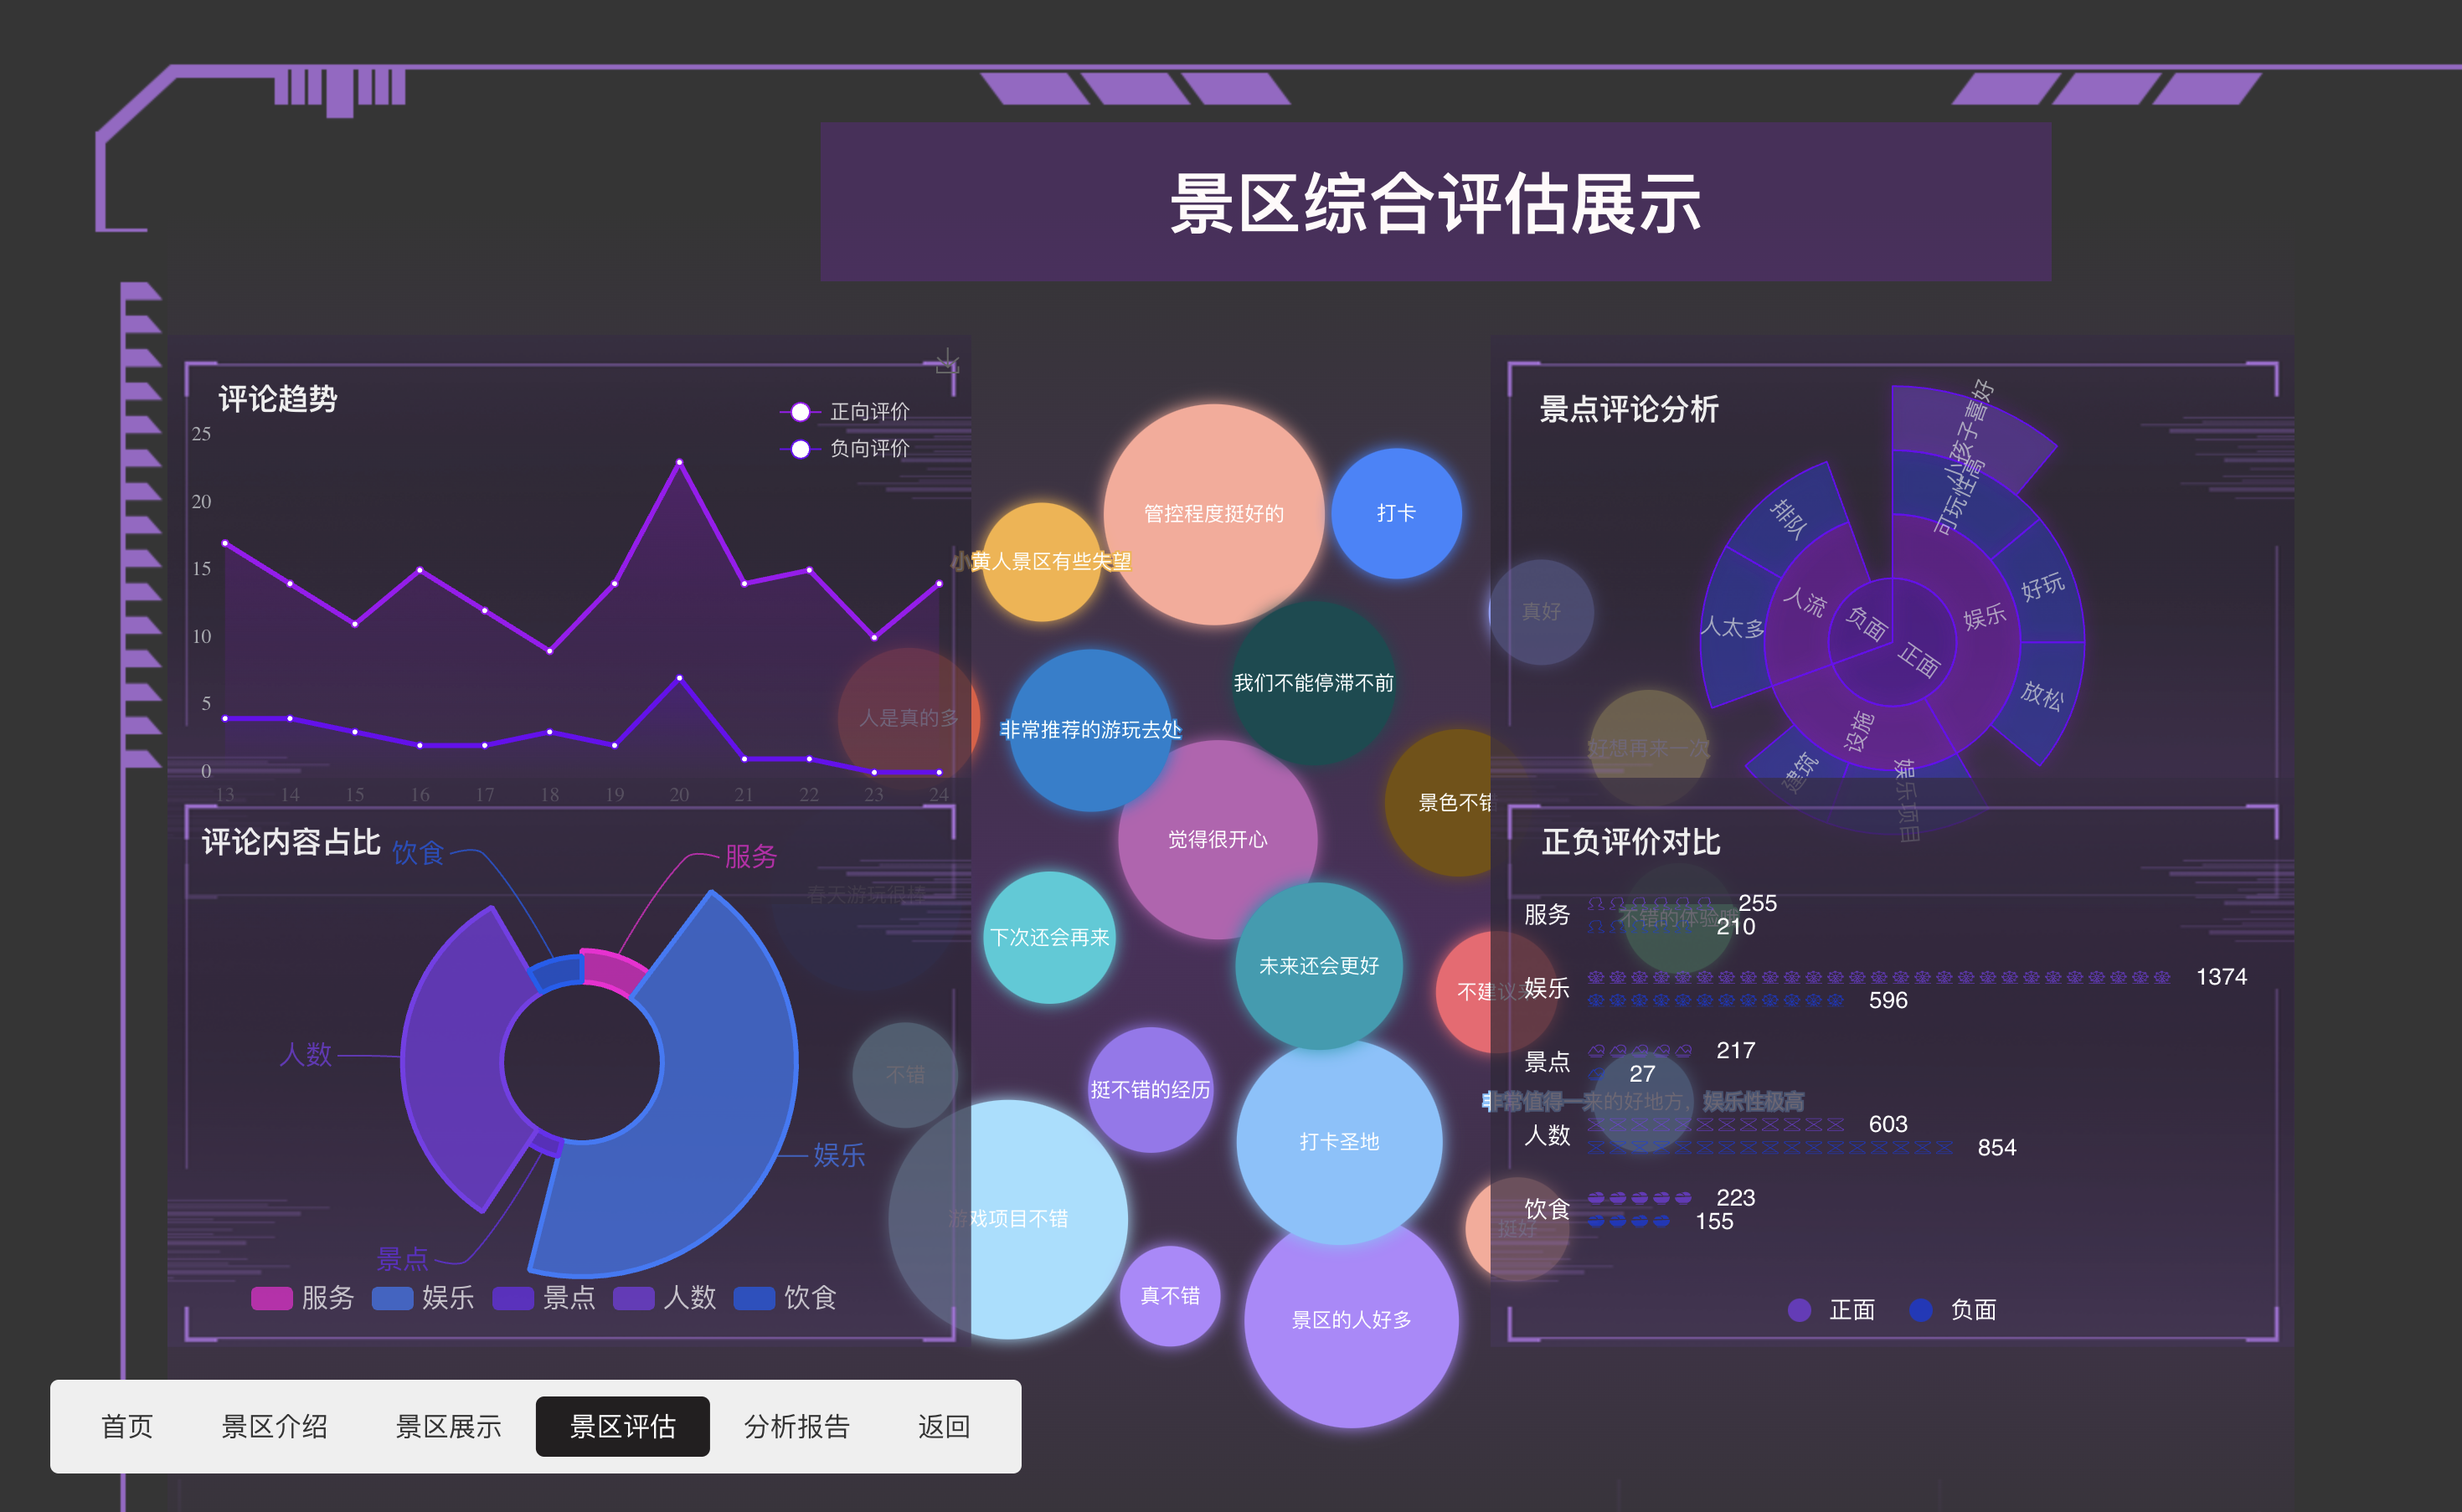 景区综合评估展示
评论趋势
正向评价
负向评价
25
20
15
10
5
0
13 14 15 16 17 18 19 20 21 22 23 24
评论内容占比
饮食
服务
人数
娱乐
景点
服务 娱乐 景点 人数 饮食
管控程度挺好的
打卡
小黄人景区有些失望
真好
我们不能停滞不前
人是真的多
非常推荐的游玩去处
好想再来一次
景色不错
觉得很开心
春天游玩很棒
下次还会再来
未来还会更好
不建议来
不错的体验哦
不错
挺不错的经历
非常值得一来的好地方，娱乐性极高
打卡圣地
游戏项目不错
挺好
真不错
景区的人好多
景点评论分析
小孩子喜好
可玩性高
排队
好玩
人流
娱乐
人太多
负面
正面
放松
设施
建筑
娱乐项目
正负评价对比
服务
255
210
娱乐
1374
596
景点
217
27
人数
603
854
饮食
223
155
正面 负面
首页 景区介绍 景区展示 景区评估 分析报告 返回